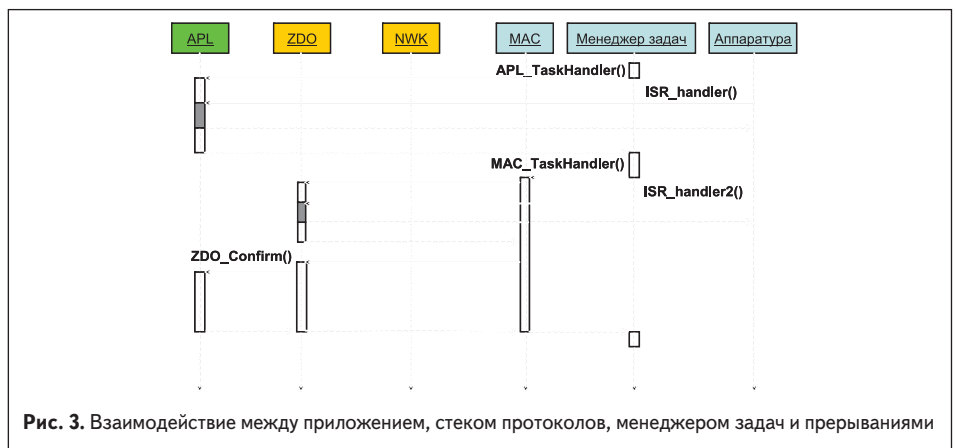 APL ZDO NWK MAC Менеджер задач Аппаратура
APL_TaskHandler()
ISR_handler()
MAC_TaskHandler()
ISR_handler2()
ZDO_Confirm()
Рис. 3. Взаимодействие между приложением, стеком протоколов, менеджером задач и прерываниями